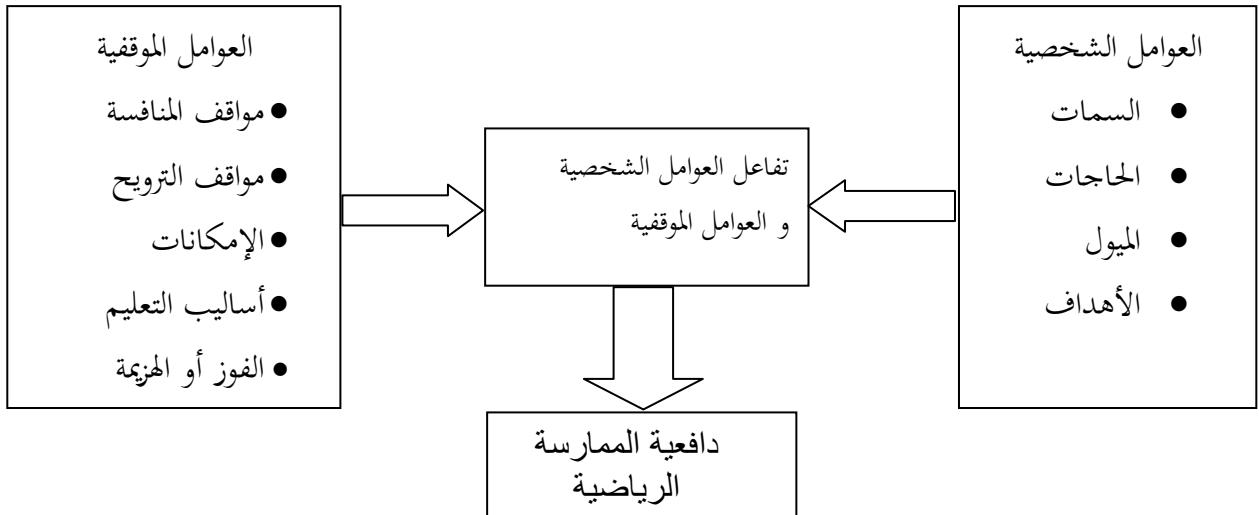 العوامل الشخصية
● السمات
● الحاجات
● الميول
● الأهداف
تفاعل العوامل الشخصية
و العوامل الموقفية
العوامل الموقفية
● مواقف المنافسة
● مواقف الترويح
● الإمكانات
● أساليب التعليم
● الفوز أو الهزيمة
دافعية الممارسة
الرياضية